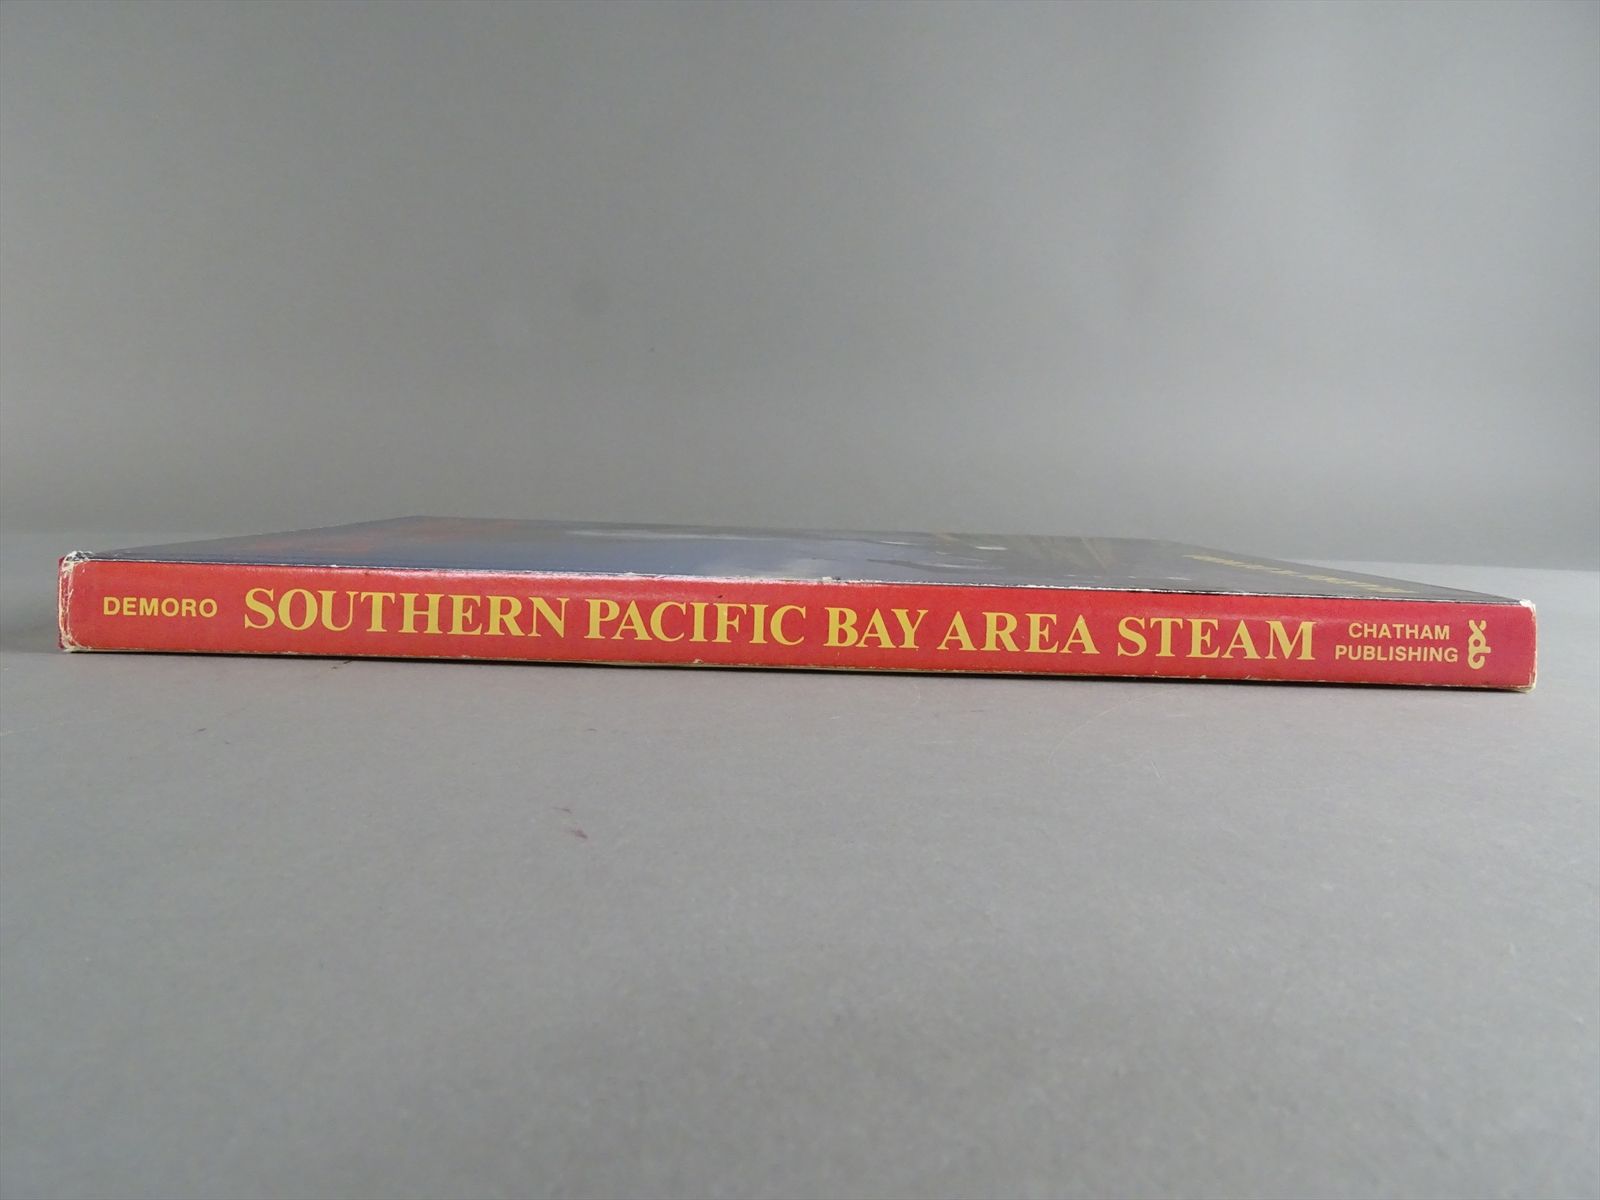 DEMORO
SOUTHERN PACIFIC BAY AREA STEAM
CHATHAM
PUBLISHING